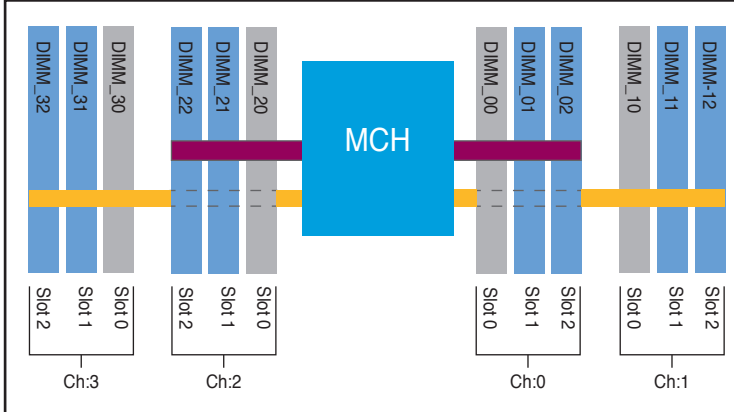 DIMM_32
DIMM_31
DIMM_30
DIMM_22
DIMM_21
DIMM_20
MCH
DIMM_00
DIMM_01
DIMM_02
DIMM_10
DIMM_11
DIMM-12
Slot 2
Slot 1
Slot 0
Slot 2
Slot 1
Slot 0
Slot 0
Slot 1
Slot 2
Slot 0
Slot 1
Slot 2
Ch:3
Ch:2
Ch:0
Ch:1